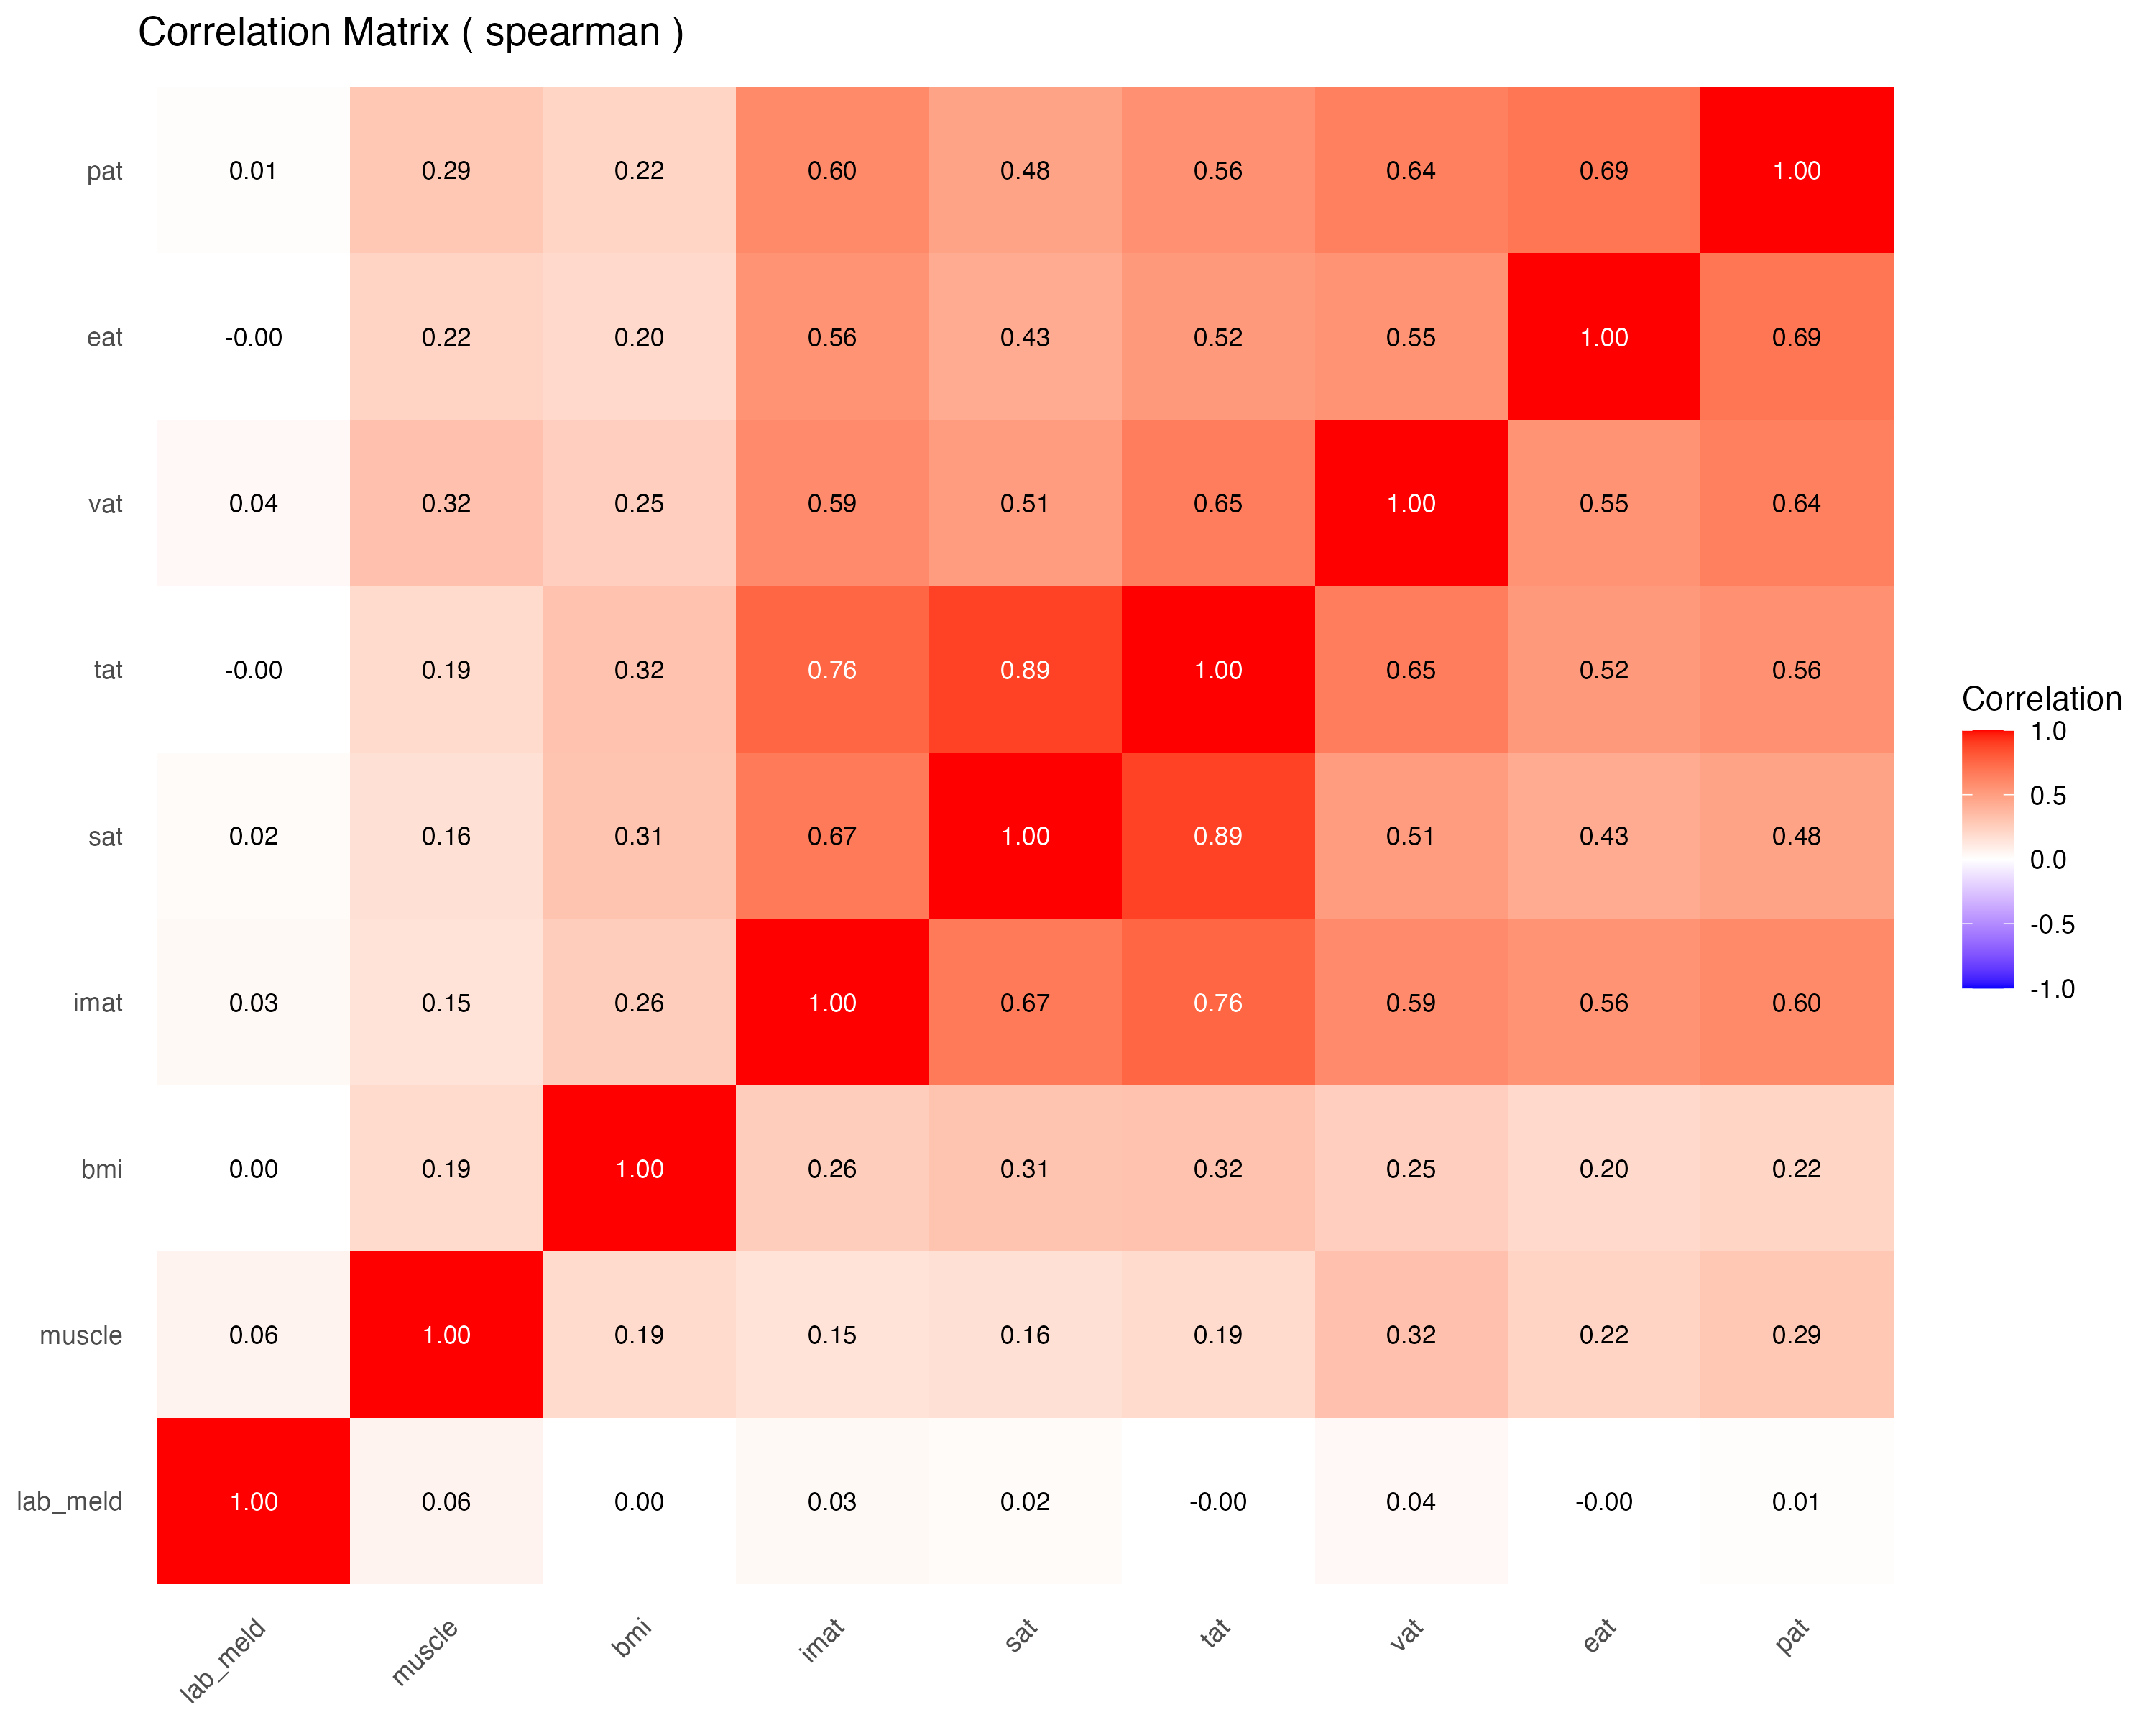 Correlation Matrix ( spearman )
pat 0.01 0.29 0.22 0.60 0.48 0.56 0.64 0.69 1.00
eat -0.00 0.22 0.20 0.56 0.43 0.52 0.55 1.00 0.69
vat 0.04 0.32 0.25 0.59 0.51 0.65 1.00 0.55 0.64
tat -0.00 0.19 0.32 0.76 0.89 1.00 0.65 0.52 0.56
sat 0.02 0.16 0.31 0.67 1.00 0.89 0.51 0.43 0.48
imat 0.03 0.15 0.26 1.00 0.67 0.76 0.59 0.56 0.60
bmi 0.00 0.19 1.00 0.26 0.31 0.32 0.25 0.20 0.22
muscle 0.06 1.00 0.19 0.15 0.16 0.19 0.32 0.22 0.29
lab_meld 1.00 0.06 0.00 0.03 0.02 -0.00 0.04 -0.00 0.01
lab_meld muscle bmi imat sat tat vat eat pat
Correlation
1.0
0.5
0.0
-0.5
-1.0